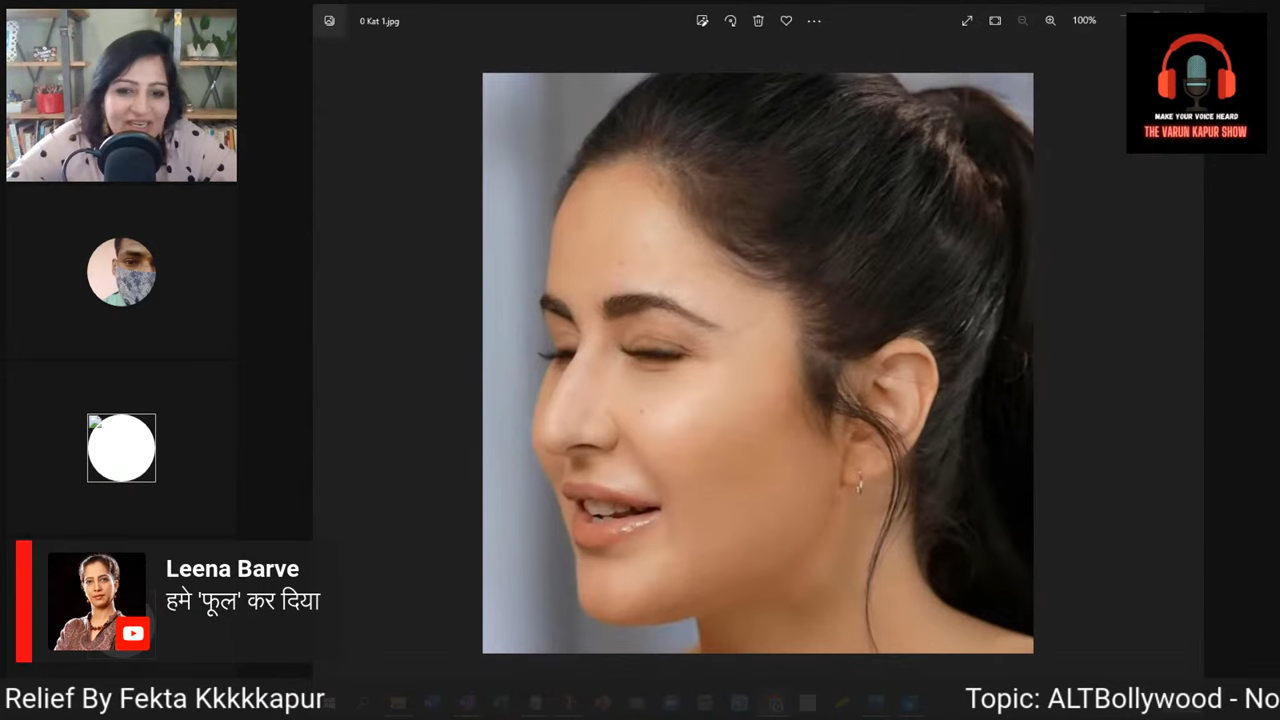 0 Kat 1.jpg
100%
MAKE YOUR VOICE HEARD
THE VARUN KAPUR SHOW
Leena Barve
हमे 'फूल' कर दिया
Relief By Fekta Kkkkkapur
Topic: ALTBollywood - No